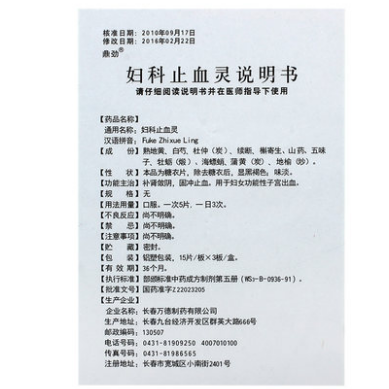 核准日期：2010年09月17日
修改日期：2016年02月22日
鼎劲®
妇科止血灵说明书
请仔细阅读说明书并在医师指导下使用
【药品名称】
通用名称：妇科止血灵
汉语拼音：Fuke Zhixue Ling
【成 份】熟地黄、白芍、杜仲（炭）、续断、槲寄生、山药、五味
子、牡蛎（煅）、海螵蛸、蒲黄（炭）、地榆（炒）。
【性 状】本品为糖衣片，除去糖衣后，显黑褐色；味淡。
【功能主治】补肾敛阴，固冲止血。用于妇女功能性子宫出血。
【规 格】无
【用法用量】口服。一次5片，一日3次。
【不良反应】尚不明确。
【禁 忌】尚不明确。
【注意事项】尚不明确。
【贮 藏】密封。
【包 装】铝塑包装，15片/板×3板/盒。
【有 效 期】36个月。
【执行标准】部颁标准中药成方制剂第五册（WS₃-B-0936-91）。
【批准文号】国药准字Z22023205
【生产企业】
企业名称：长春万德制药有限公司
生产地址：长春九台经济开发区群英大路666号
邮政编码：130507
电话号码：0431-81909250 4007010100
传真号码：0431-81986565
注册地址：长春市宽城区小南街2401号